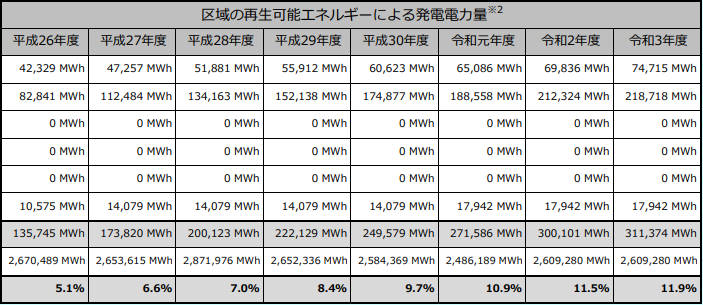 区域の再生可能エネルギーによる発電電力量※2
平成26年度 平成27年度 平成28年度 平成29年度 平成30年度 令和元年度 令和2年度 令和3年度
42,329 MWh 47,257 MWh 51,881 MWh 55,912 MWh 60,623 MWh 65,086 MWh 69,836 MWh 74,715 MWh
82,841 MWh 112,484 MWh 134,163 MWh 152,138 MWh 174,877 MWh 188,558 MWh 212,324 MWh 218,718 MWh
0 MWh 0 MWh 0 MWh 0 MWh 0 MWh 0 MWh 0 MWh 0 MWh
0 MWh 0 MWh 0 MWh 0 MWh 0 MWh 0 MWh 0 MWh 0 MWh
0 MWh 0 MWh 0 MWh 0 MWh 0 MWh 0 MWh 0 MWh 0 MWh
10,575 MWh 14,079 MWh 14,079 MWh 14,079 MWh 14,079 MWh 17,942 MWh 17,942 MWh 17,942 MWh
135,745 MWh 173,820 MWh 200,123 MWh 222,129 MWh 249,579 MWh 271,586 MWh 300,101 MWh 311,374 MWh
2,670,489 MWh 2,653,615 MWh 2,871,976 MWh 2,652,336 MWh 2,584,369 MWh 2,486,189 MWh 2,609,280 MWh 2,609,280 MWh
5.1% 6.6% 7.0% 8.4% 9.7% 10.9% 11.5% 11.9%